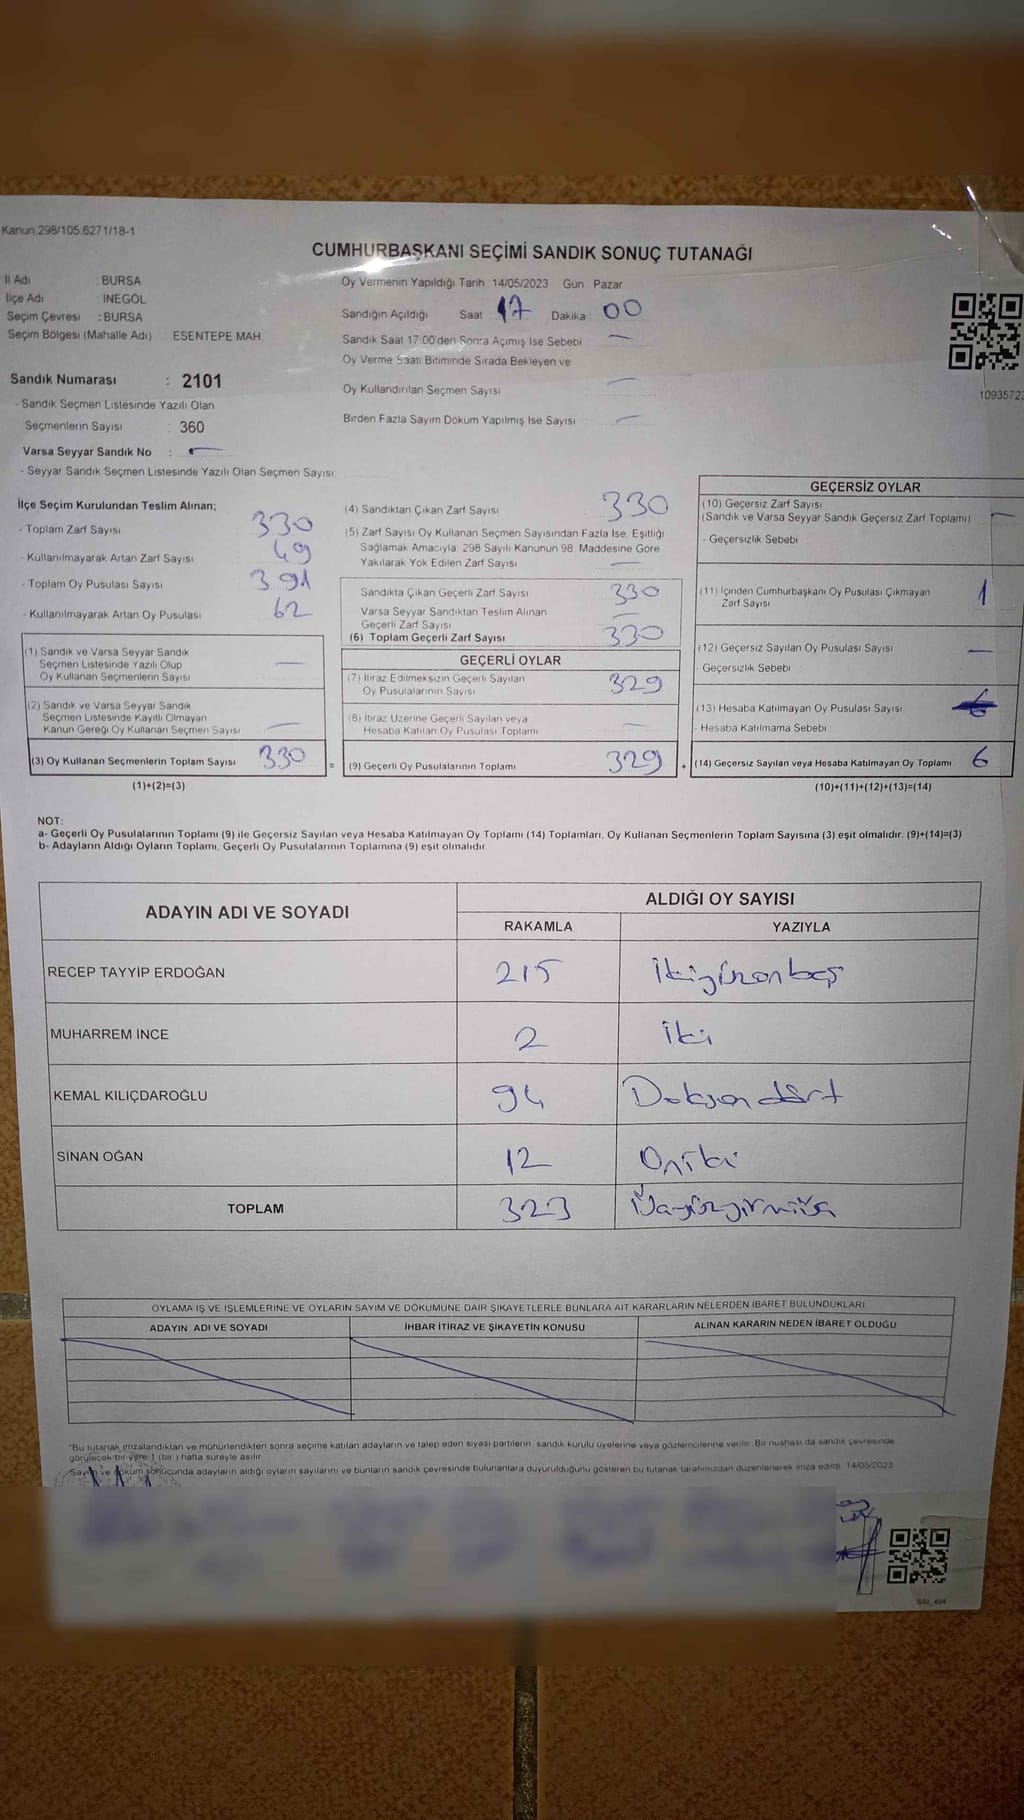 Kanun:298/105,6271/18-1
CUMHURBAŞKANI SEÇİMİ SANDIK SONUÇ TUTANAĞI
İl Adı : BURSA
İlçe Adı : İNEGÖL
Seçim Çevresi : BURSA
Seçim Bölgesi (Mahalle Adı) ESENTEPE MAH.
Oy Vermenin Yapıldığı Tarih 14/05/2023 Gün Pazar
Sandığın Açıldığı Saat 17 Dakika 00
Sandık Saat 17:00'den Sonra Açımış İse Sebebi
Oy Verme Saati Bitiminde Sırada Bekleyen ve
Oy Kullandırılan Seçmen Sayısı
Birden Fazla Sayım Döküm Yapılmış İse Sayısı
1093572
Sandık Numarası : 2101
- Sandık Seçmen Listesinde Yazılı Olan
Seçmenlerin Sayısı : 360
Varsa Seyyar Sandık No : -
- Seyyar Sandık Seçmen Listesinde Yazılı Olan Seçmen Sayısı:
İlçe Seçim Kurulundan Teslim Alınan;
- Toplam Zarf Sayısı 330
- Kullanılmayarak Artan Zarf Sayısı 49
- Toplam Oy Pusulası Sayısı 391
- Kullanılmayarak Artan Oy Pusulası 62
(1) Sandık ve Varsa Seyyar Sandık
Seçmen Listesinde Yazılı Olup
Oy Kullanan Seçmenlerin Sayısı -
(2) Sandık ve Varsa Seyyar Sandık
Seçmen Listesinde Kayıtlı Olmayan
Kanun Gereği Oy Kullanan Seçmen Sayısı -
(3) Oy Kullanan Seçmenlerin Toplam Sayısı 330
(1)+(2)=(3)
(4) Sandıktan Çıkan Zarf Sayısı 330
(5) Zarf Sayısı Oy Kullanan Seçmen Sayısından Fazla İse, Eşitliği
Sağlamak Amacıyla; 298 Sayılı Kanunun 98. Maddesine Göre
Yakılarak Yok Edilen Zarf Sayısı -
Sandıkta Çıkan Geçerli Zarf Sayısı 330
Varsa Seyyar Sandıktan Teslim Alınan
Geçerli Zarf Sayısı -
(6) Toplam Geçerli Zarf Sayısı 330
GEÇERLİ OYLAR
(7) İtiraz Edilmeksizin Geçerli Sayılan
Oy Pusulalarının Sayısı 329
(8) İtiraz Üzerine Geçerli Sayılan veya
Hesaba Katılan Oy Pusulası Toplamı -
= (9) Geçerli Oy Pusulalarının Toplamı 329 +
GEÇERSİZ OYLAR
(10) Geçersiz Zarf Sayısı
(Sandık ve Varsa Seyyar Sandık Geçersiz Zarf Toplamı) -
- Geçersizlik Sebebi :
(11) İçinden Cumhurbaşkanı Oy Pusulası Çıkmayan
Zarf Sayısı 1
(12) Geçersiz Sayılan Oy Pusulası Sayısı -
- Geçersizlik Sebebi :
(13) Hesaba Katılmayan Oy Pusulası Sayısı
- Hesaba Katılmama Sebebi :
(14) Geçersiz Sayılan veya Hesaba Katılmayan Oy Toplamı 6
(10)+(11)+(12)+(13)=(14)
NOT:
a- Geçerli Oy Pusulalarının Toplamı (9) ile Geçersiz Sayılan veya Hesaba Katılmayan Oy Toplamı (14) Toplamları, Oy Kullanan Seçmenlerin Toplam Sayısına (3) eşit olmalıdır. (9)+(14)=(3)
b- Adayların Aldığı Oyların Toplamı, Geçerli Oy Pusulalarının Toplamına (9) eşit olmalıdır.
ADAYIN ADI VE SOYADI
ALDIĞI OY SAYISI
RAKAMLA YAZIYLA
RECEP TAYYİP ERDOĞAN 215 İkiyüzonbeş
MUHARREM İNCE 2 İki
KEMAL KILIÇDAROĞLU 94 Doksan dört
SİNAN OĞAN 12 Oniki
TOPLAM 323
OYLAMA İŞ VE İŞLEMLERİNE VE OYLARIN SAYIM VE DÖKÜMÜNE DAİR ŞİKAYETLERLE BUNLARA AİT KARARLARIN NELERDEN İBARET BULUNDUKLARI
ADAYIN ADI VE SOYADI İHBAR İTİRAZ VE ŞİKAYETİN KONUSU ALINAN KARARIN NEDEN İBARET OLDUĞU
"Bu tutanak imzalandıktan ve mühürlendikten sonra seçime katılan adayların ve talep eden siyasi partilerin sandık kurulu üyelerine veya gözlemcilerine verilir. Bir nüshası da sandık çevresinde
görülecek bir yere 1 (bir) hafta süreyle asılır.
Sayım ve döküm sonucunda adayların aldığı oyların sayılarını ve bunların sandık çevresinde bulunanlara duyurulduğunu gösteren bu tutanak tarafımızdan düzenlenerek imza edildi. 14/05/2023
SSI_404